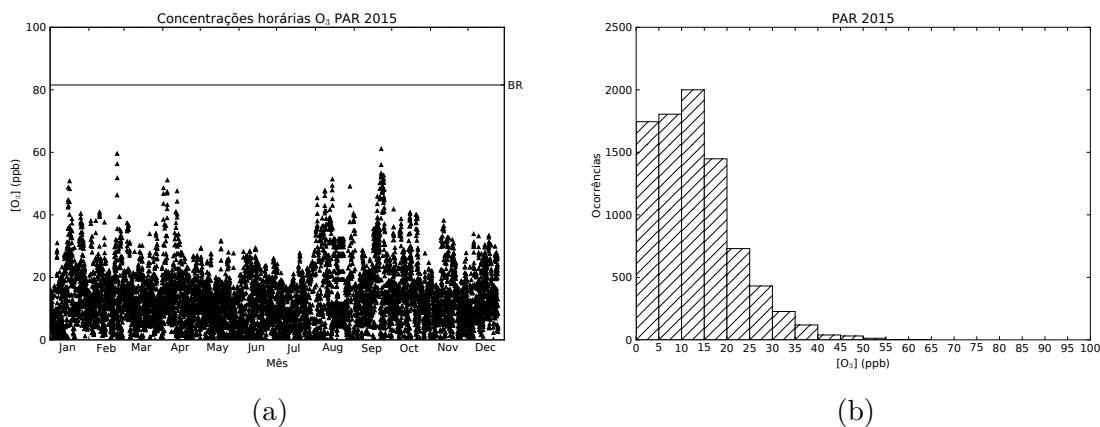 Concentrações horárias O₃ PAR 2015
100
80
60
40
20
0
[O₃] (ppb)
BR
Jan Feb Mar Apr May Jun Jul Aug Sep Oct Nov Dec
Mês
(a)
PAR 2015
2500
2000
1500
1000
500
0
Ocorrências
0 5 10 15 20 25 30 35 40 45 50 55 60 65 70 75 80 85 90 95 100
[O₃] (ppb)
(b)